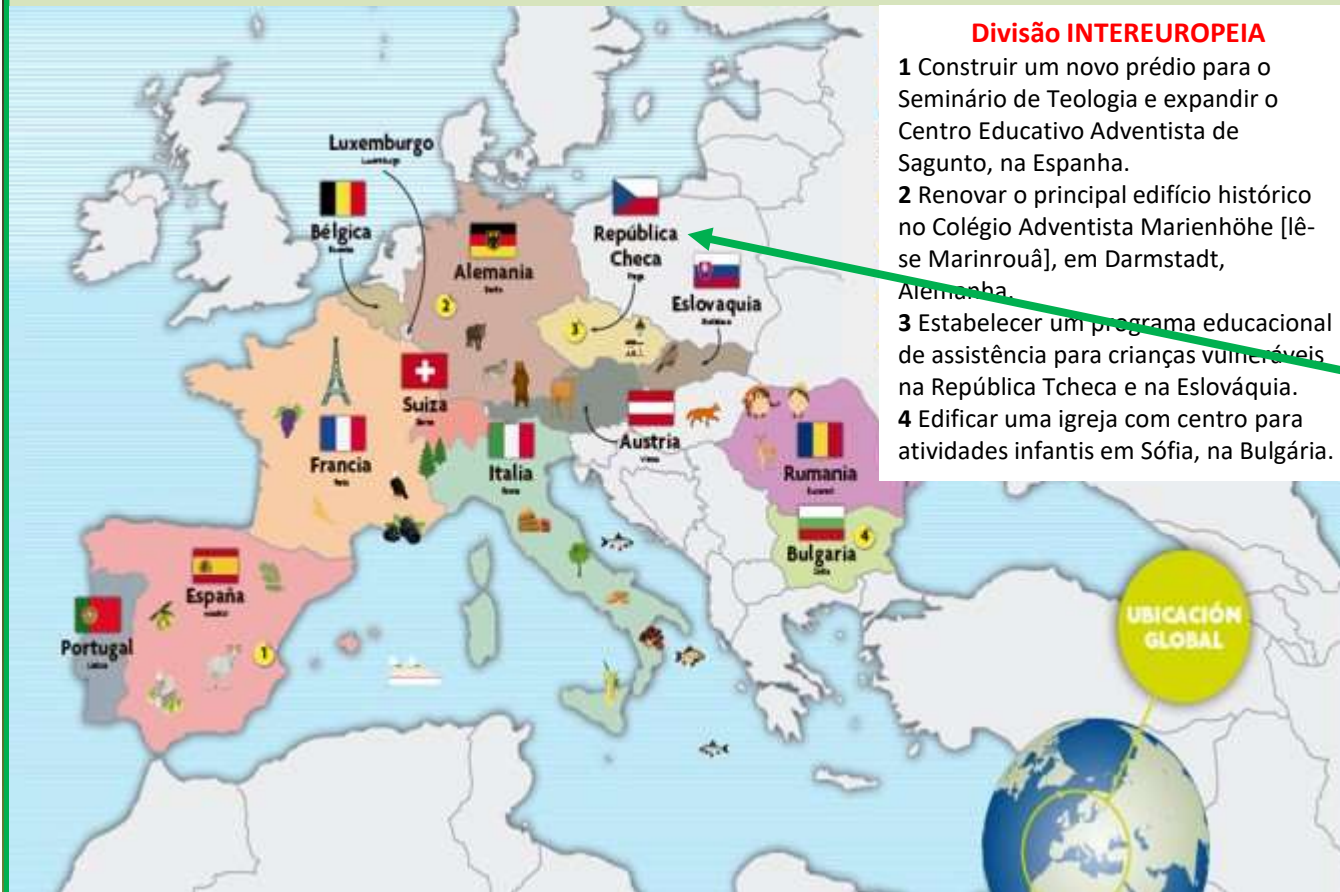 Divisão INTEREUROPEIA
1 Construir um novo prédio para o
Seminário de Teologia e expandir o
Centro Educativo Adventista de
Sagunto, na Espanha.
2 Renovar o principal edifício histórico
no Colégio Adventista Marienhöhe [lê-
se Marinrouâ], em Darmstadt,
Alemanha.
3 Estabelecer um programa educacional
de assistência para crianças vulneráveis
na República Tcheca e na Eslováquia.
4 Edificar uma igreja com centro para
atividades infantis em Sófia, na Bulgária.
Luxemburgo
Bélgica
Alemania
2
República
Checa
3
Eslovaquia
Suiza
Francia
Italia
Austria
Rumania
Bulgaria
4
España
1
Portugal
UBICACIÓN
GLOBAL